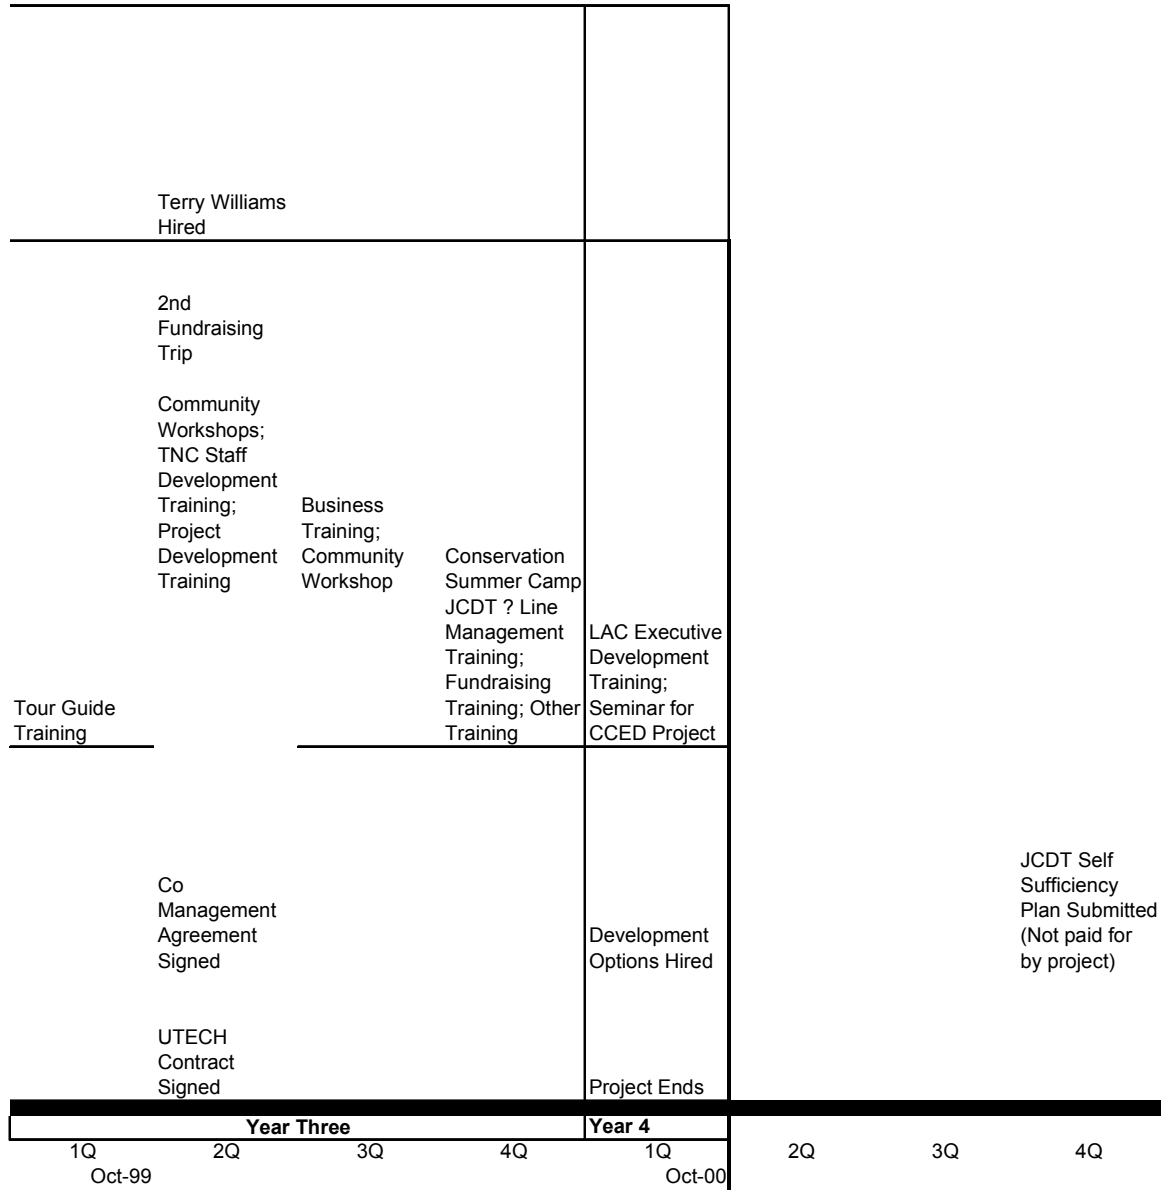 Terry Williams
Hired
2nd
Fundraising
Trip
Community
Workshops;
TNC Staff
Development
Training;
Project
Development
Training
Business
Training;
Community
Workshop
Conservation
Summer Camp
JCDT ? Line
Management
Training;
Fundraising
Training; Other
Training
LAC Executive
Development
Training;
Seminar for
CCED Project
Tour Guide
Training
Co
Management
Agreement
Signed
Development
Options Hired
JCDT Self
Sufficiency
Plan Submitted
(Not paid for
by project)
UTECH
Contract
Signed
Project Ends
Year Three
Year 4
1Q 2Q 3Q 4Q 1Q 2Q 3Q 4Q
Oct-99 Oct-00